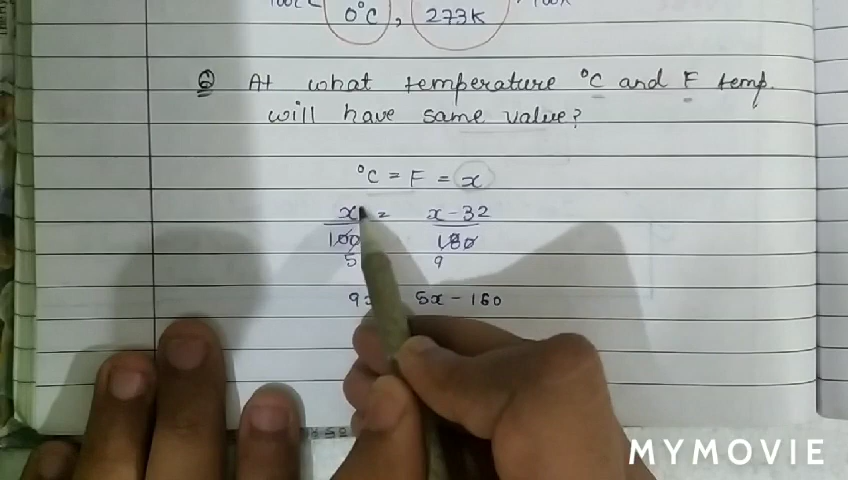 0°C, 273K
Q At what temperature °C and F temp.
will have same value?
°C = F = x
x = x - 32
100 180
5 9
5x - 160
MYMOVIE